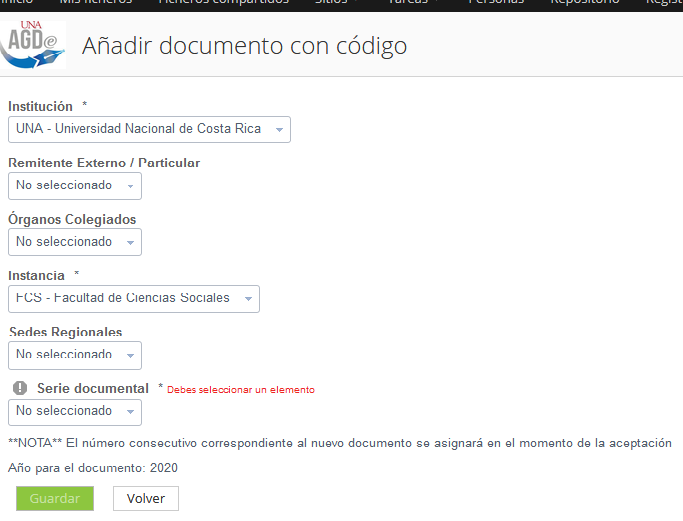 Inicio Mis ficheros Ficheros compartidos Sitios Tareas Personas Repositorio
UNA
AGDe
Añadir documento con código
Institución *
UNA - Universidad Nacional de Costa Rica
Remitente Externo / Particular
No seleccionado
Órganos Colegiados
No seleccionado
Instancia *
FCS - Facultad de Ciencias Sociales
Sedes Regionales
No seleccionado
Serie documental * Debes seleccionar un elemento
No seleccionado
**NOTA** El número consecutivo correspondiente al nuevo documento se asignará en el momento de la aceptación
Año para el documento: 2020
Guardar Volver